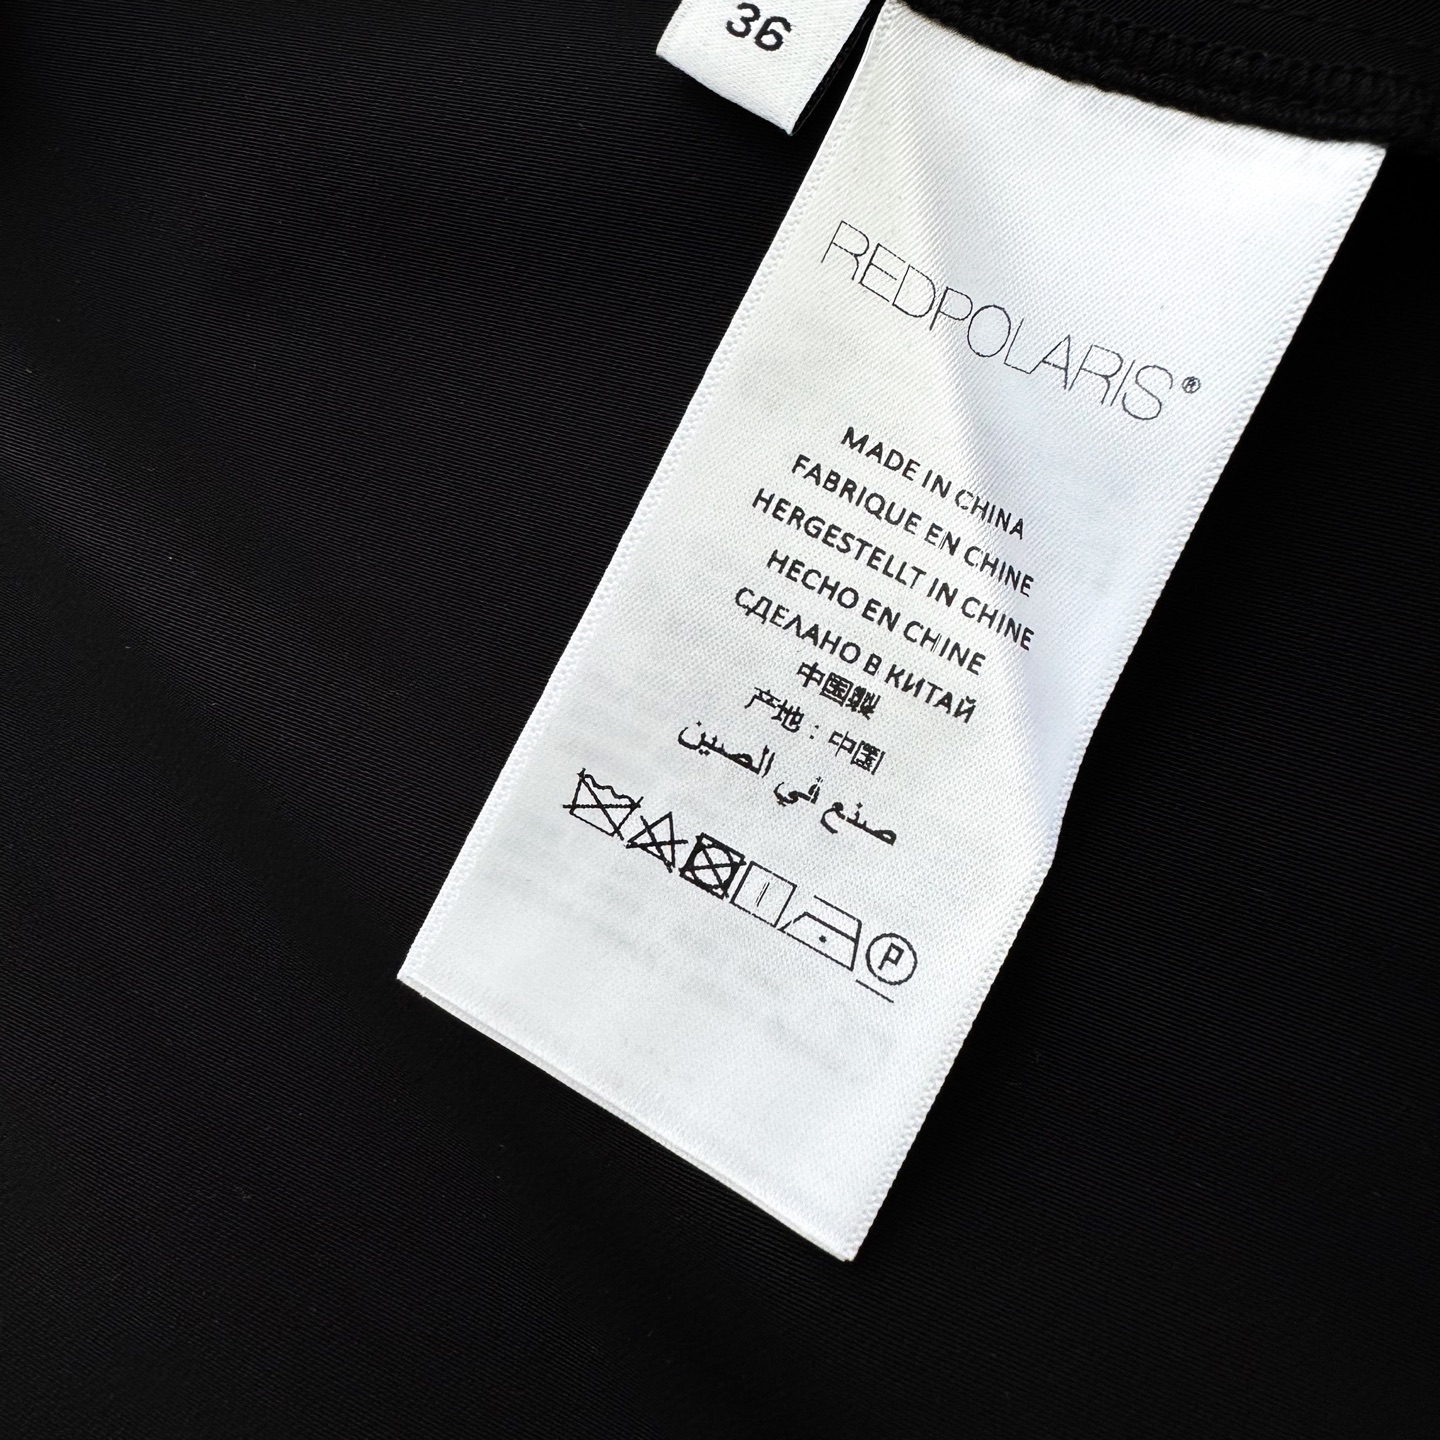 36
REDPOLARIS®
MADE IN CHINA
FABRIQUE EN CHINE
HERGESTELLT IN CHINE
HECHO EN CHINE
СДЕЛАНО В КИТАЙ
中国製
产地：中国
صنع في الصين
P